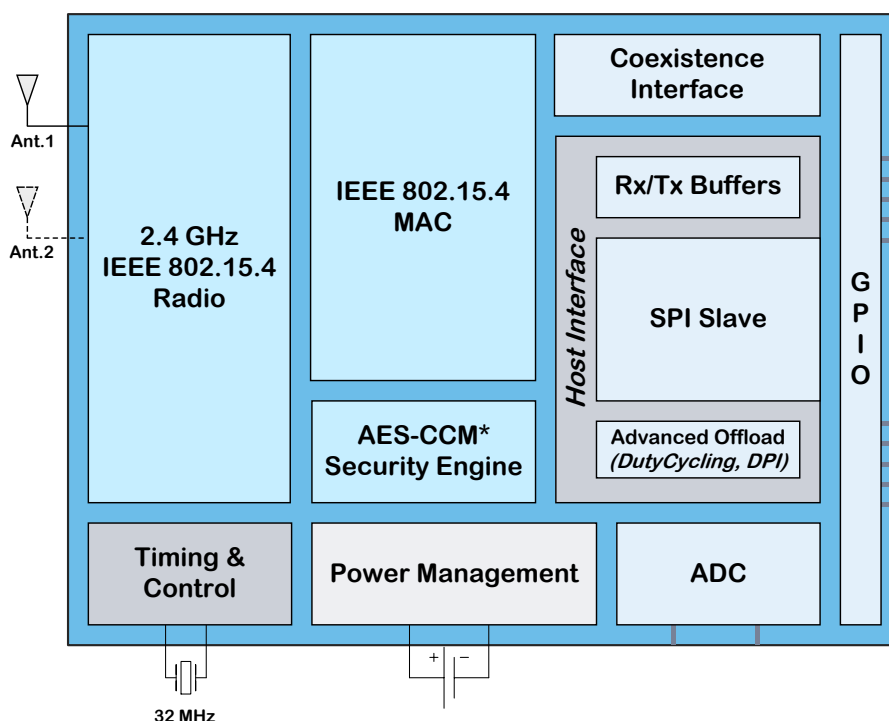 Ant.1
Ant.2
2.4 GHz
IEEE 802.15.4
Radio
IEEE 802.15.4
MAC
AES-CCM*
Security Engine
Coexistence
Interface
Host Interface
Rx/Tx Buffers
SPI Slave
Advanced Offload
(DutyCycling, DPI)
G
P
I
O
Timing &
Control
Power Management
ADC
+ −
32 MHz